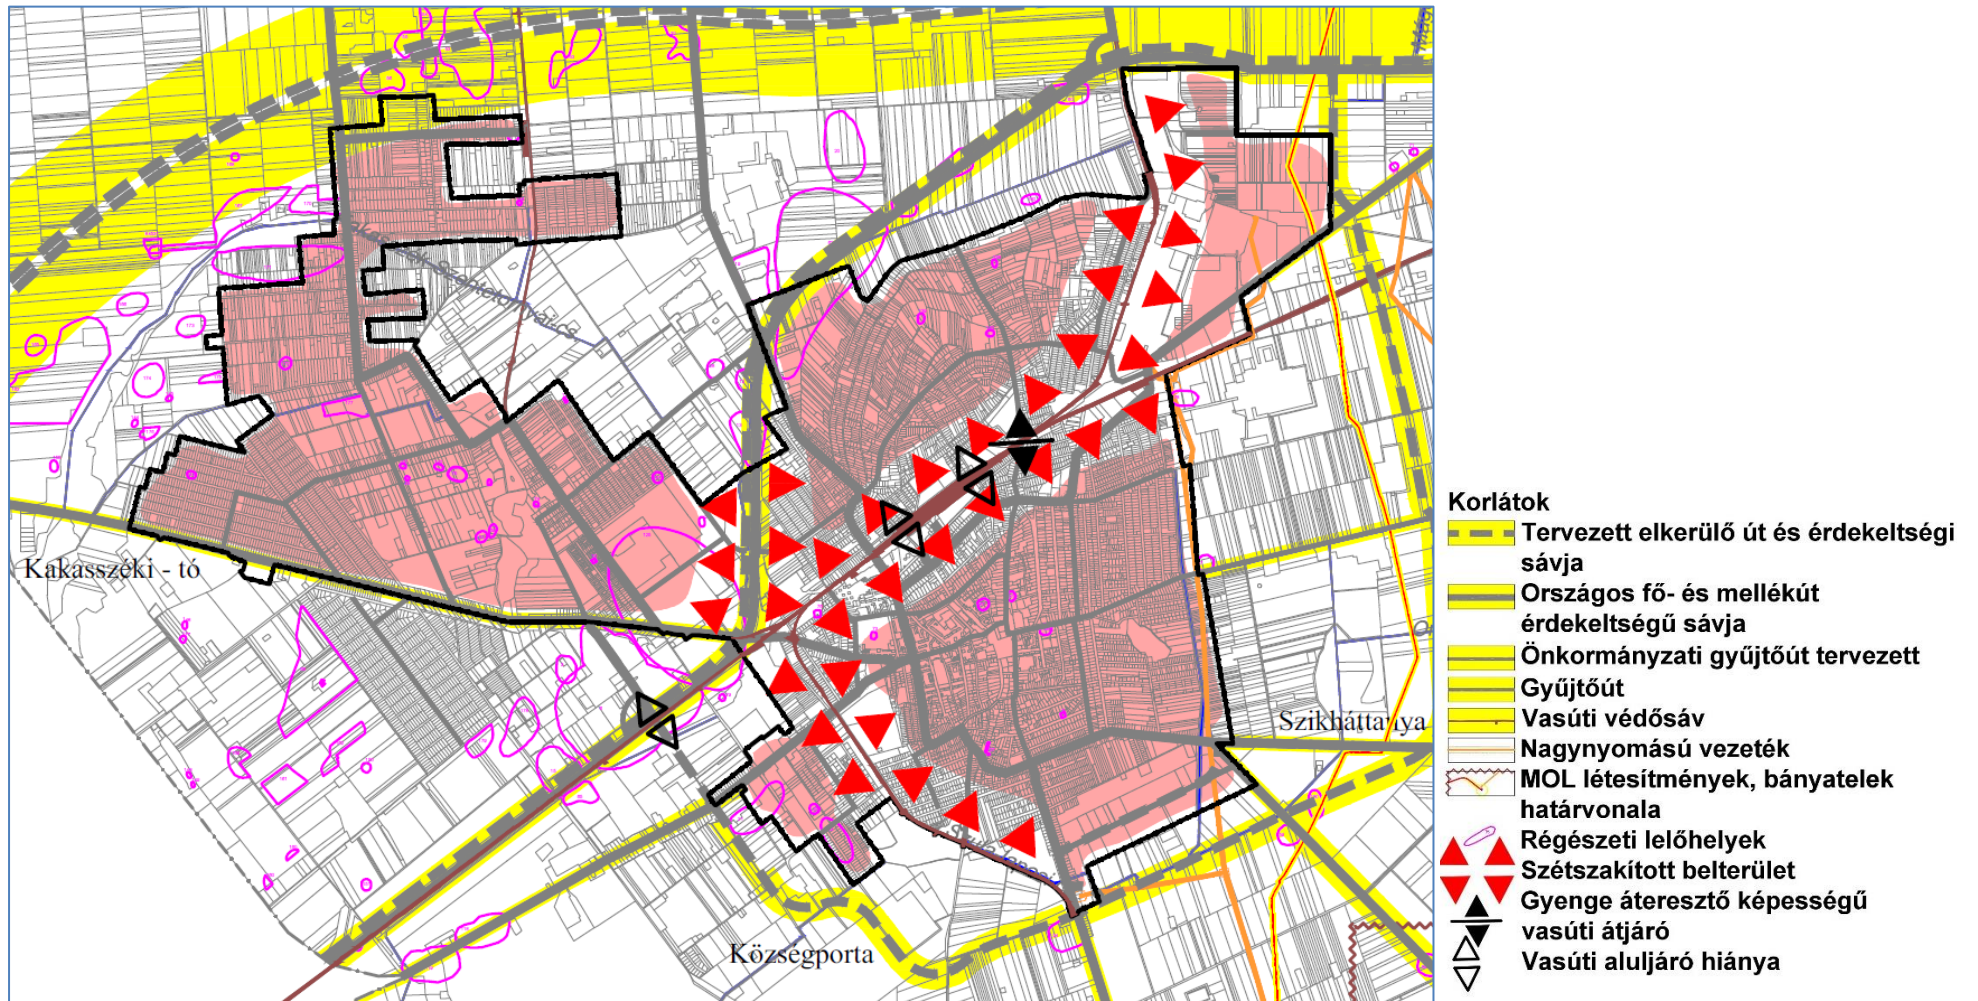 Kakasszéki - tó
Szikháttanya
Községporta
Korlátok
Tervezett elkerülő út és érdekeltségi
sávja
Országos fő- és mellékút
érdekeltségű sávja
Önkormányzati gyűjtőút tervezett
Gyűjtőút
Vasúti védősáv
Nagynyomású vezeték
MOL létesítmények, bányatelek
határvonala
Régészeti lelőhelyek
Szétszakított belterület
Gyenge áteresztő képességű
vasúti átjáró
Vasúti aluljáró hiánya